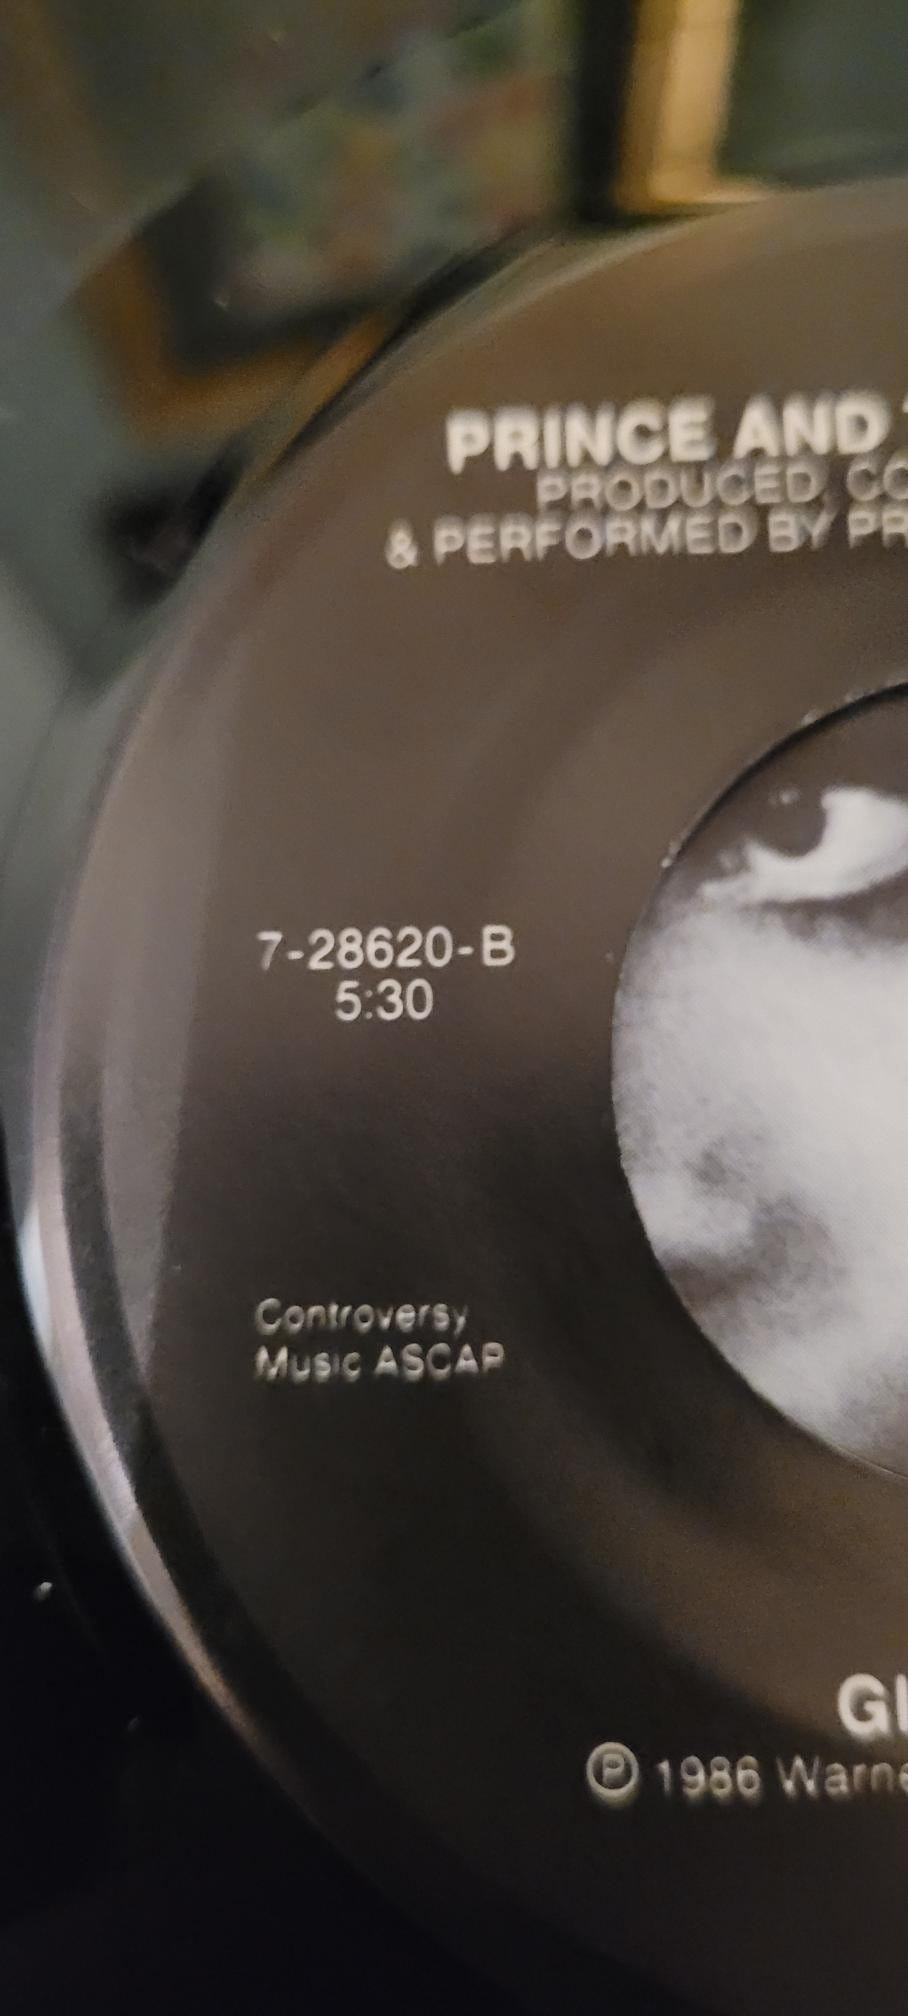 PRINCE AND
PRODUCED, CO
& PERFORMED BY PR
7-28620-B
5:30
Controversy
Music ASCAP
GI
Ⓟ 1986 Warne